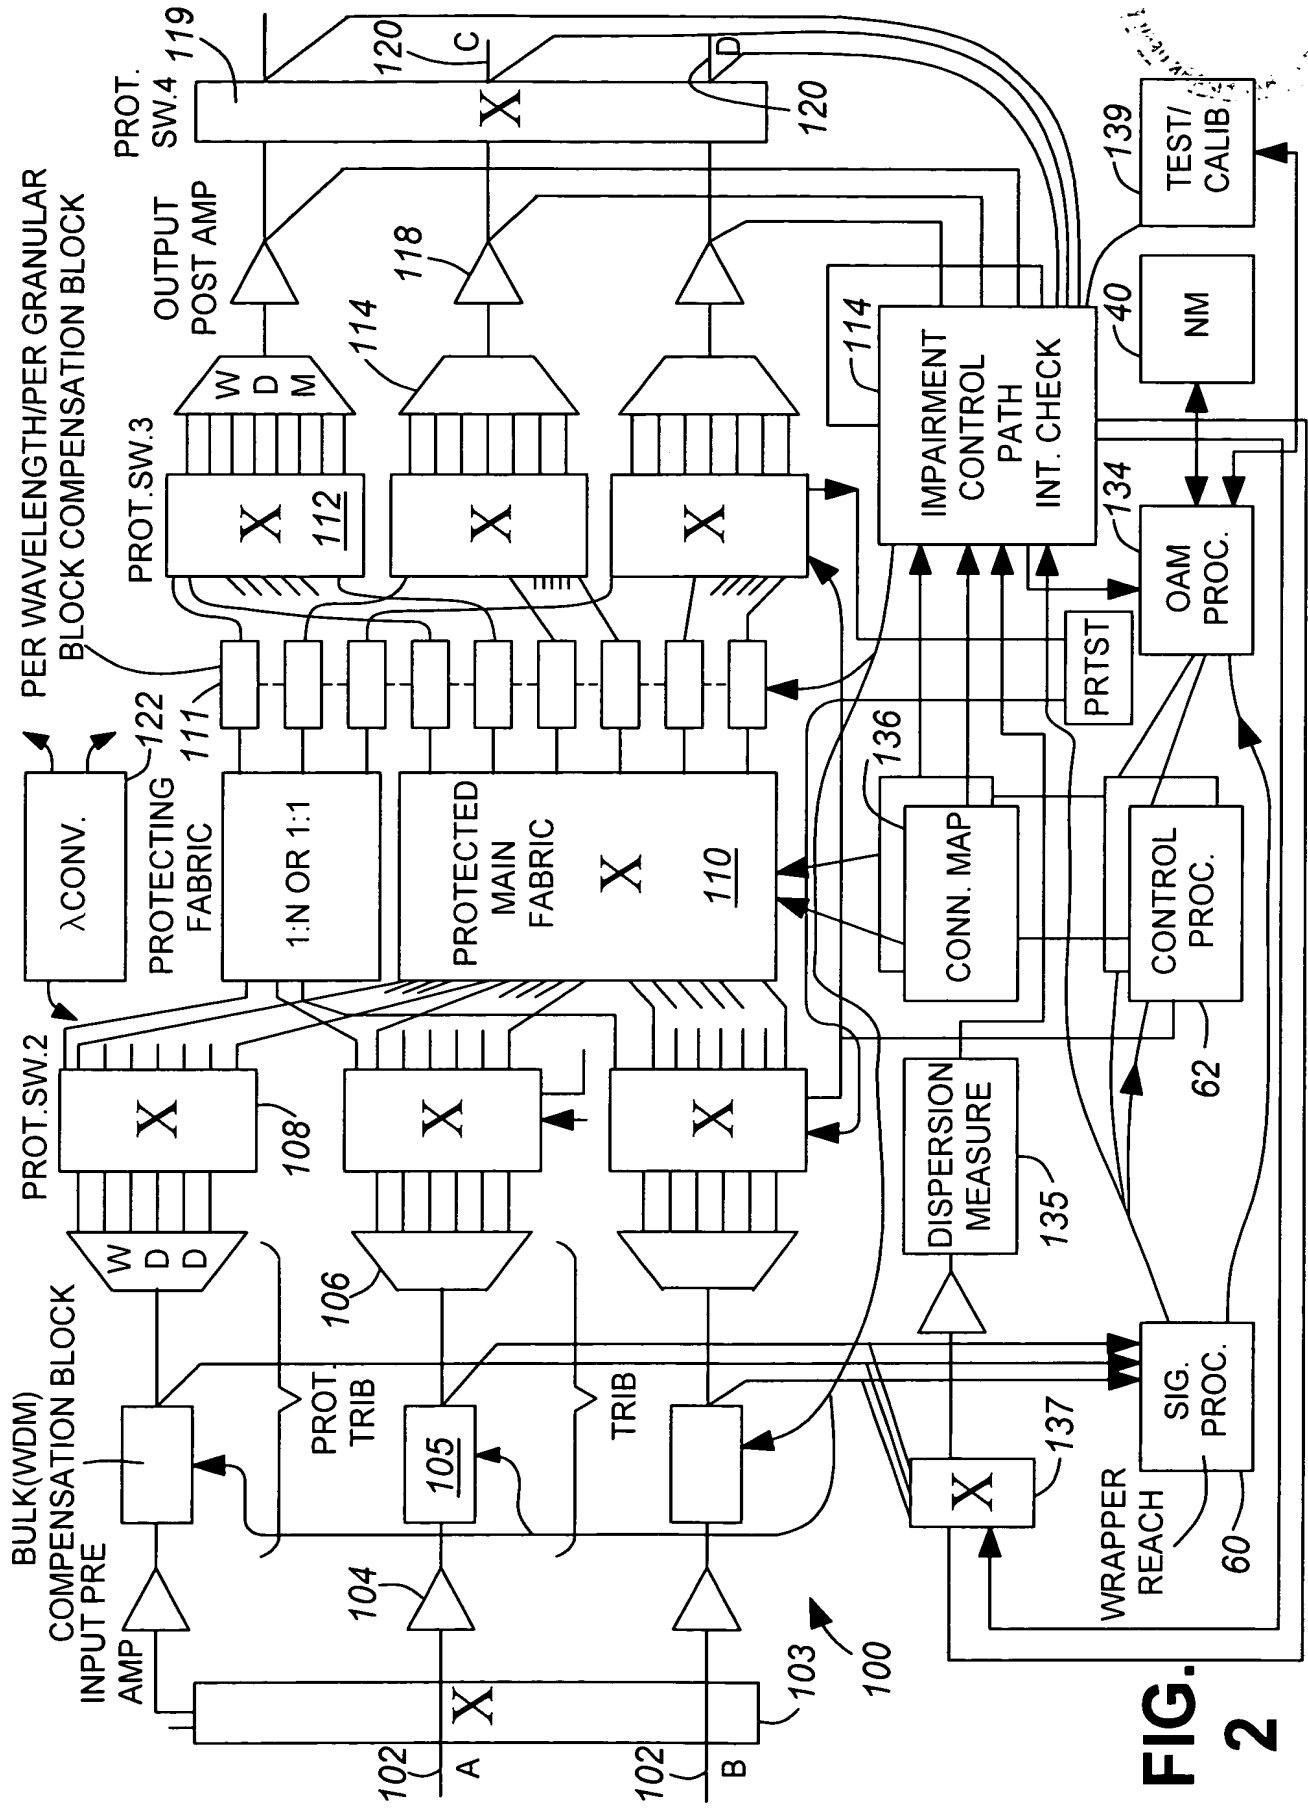 PROT.
SW.4
119
120
C
120
D
X
OUTPUT
POST AMP
118
PER WAVELENGTH/PER GRANULAR
BLOCK COMPENSATION BLOCK
PROT.SW.3
W
D
M
114
X
112
X
X
111
λCONV.
122
PROTECTING
FABRIC
1:N OR 1:1
PROTECTED
MAIN
FABRIC
X
110
PROT.SW.2
X
108
X
X
W
D
D
106
BULK(WDM)
COMPENSATION BLOCK
INPUT PRE
AMP
PROT.
TRIB
TRIB
105
104
X
103
102
A
102
B
100
IMPAIRMENT
CONTROL
PATH
INT. CHECK
114
TEST/
CALIB
139
NM
40
OAM
PROC.
134
PRTST
CONN. MAP
136
CONTROL
PROC.
62
DISPERSION
MEASURE
135
X
137
SIG.
PROC.
WRAPPER
REACH
60
FIG.
2